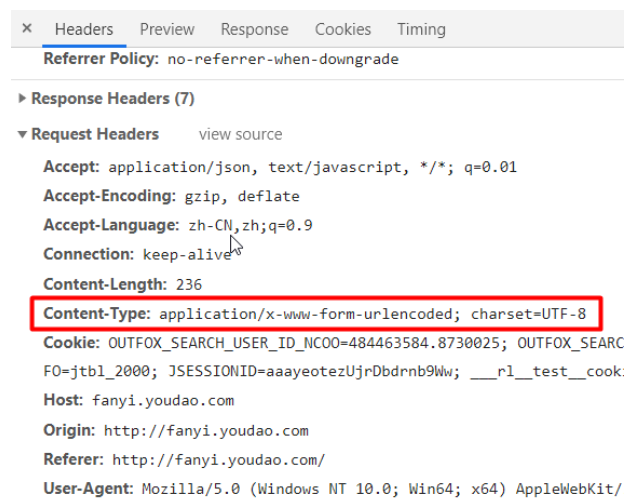 × Headers Preview Response Cookies Timing
Referrer Policy: no-referrer-when-downgrade
Response Headers (7)
Request Headers view source
Accept: application/json, text/javascript, */*; q=0.01
Accept-Encoding: gzip, deflate
Accept-Language: zh-CN,zh;q=0.9
Connection: keep-alive
Content-Length: 236
Content-Type: application/x-www-form-urlencoded; charset=UTF-8
Cookie: OUTFOX_SEARCH_USER_ID_NCOO=484463584.8730025; OUTFOX_SEARC
FO=jtbl_2000; JSESSIONID=aaayeotezUjrDbdrnb9Ww; ___rl__test__cooki
Host: fanyi.youdao.com
Origin: http://fanyi.youdao.com
Referer: http://fanyi.youdao.com/
User-Agent: Mozilla/5.0 (Windows NT 10.0; Win64; x64) AppleWebKit/